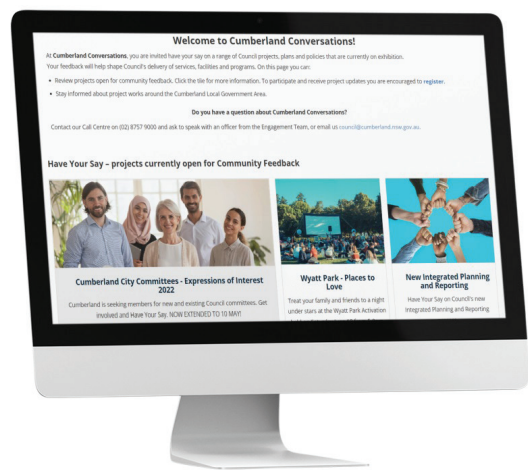 Welcome to Cumberland Conversations!
At Cumberland Conversations, you are invited have your say on a range of Council projects, plans and policies that are currently on exhibition.
Your feedback will help shape Council's delivery of services, facilities and programs. On this page you can:
• Review projects open for community feedback. Click the tile for more information. To participate and receive project updates you are encouraged to register.
• Stay informed about project works around the Cumberland Local Government Area.
Do you have a question about Cumberland Conversations?
Contact our Call Centre on (02) 8757 9000 and ask to speak with an officer from the Engagement Team, or email us council@cumberland.nsw.gov.au.
Have Your Say – projects currently open for Community Feedback
Cumberland City Committees - Expressions of Interest
2022
Cumberland is seeking members for new and existing Council committees. Get
involved and Have Your Say. NOW EXTENDED TO 10 MAY!
Wyatt Park - Places to
Love
Treat your family and friends to a night
under stars at the Wyatt Park Activation
New Integrated Planning
and Reporting
Have Your Say on Council's new
Integrated Planning and Reporting